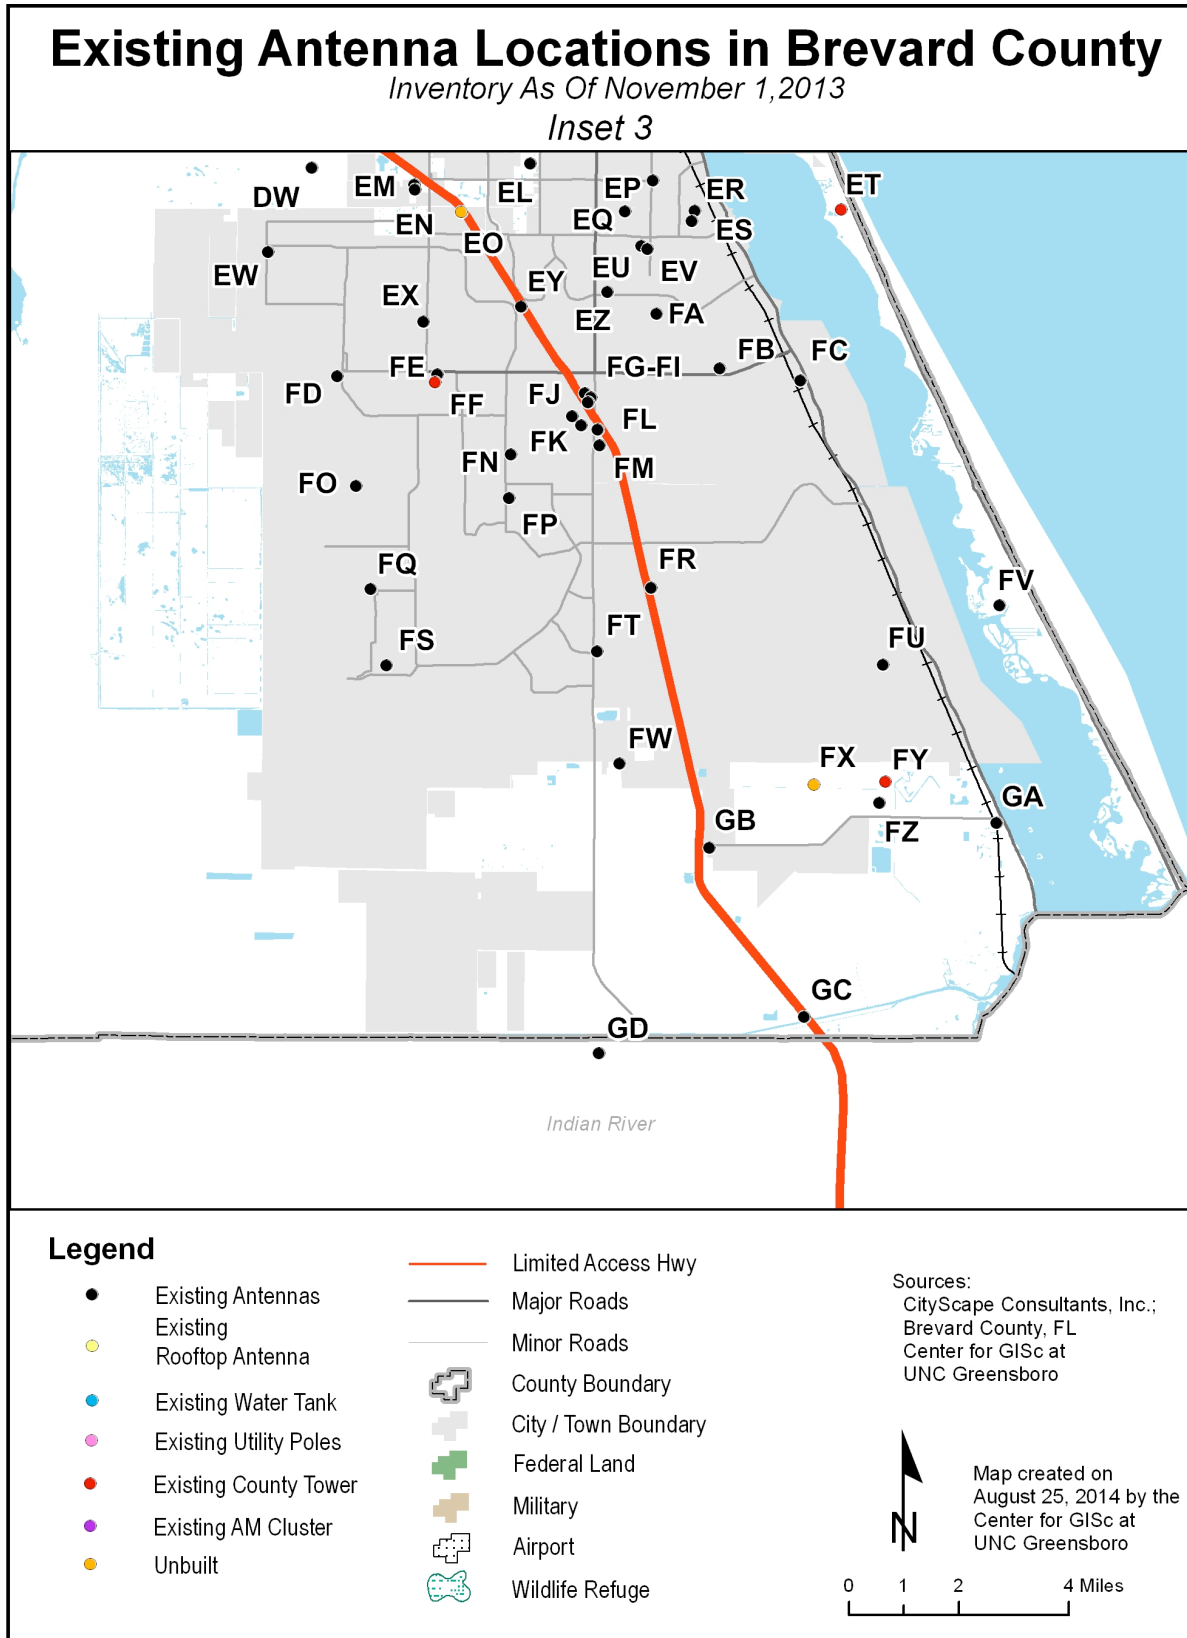 Existing Antenna Locations in Brevard County
Inventory As Of November 1,2013
Inset 3
DW
EM
EL
EP
ER
ET
EN
EO
EQ
ES
EW
EU
EV
EX
EY
EZ
FA
FB
FC
FD
FE
FF
FG-FI
FJ
FL
FK
FM
FN
FO
FP
FQ
FR
FV
FS
FT
FU
FW
FX
FY
FZ
GA
GB
GC
GD
Indian River
Legend
Existing Antennas
Existing
Rooftop Antenna
Existing Water Tank
Existing Utility Poles
Existing County Tower
Existing AM Cluster
Unbuilt
Limited Access Hwy
Major Roads
Minor Roads
County Boundary
City / Town Boundary
Federal Land
Military
Airport
Wildlife Refuge
Sources:
CityScape Consultants, Inc.;
Brevard County, FL
Center for GISc at
UNC Greensboro
N
Map created on
August 25, 2014 by the
Center for GISc at
UNC Greensboro
0 1 2 4 Miles